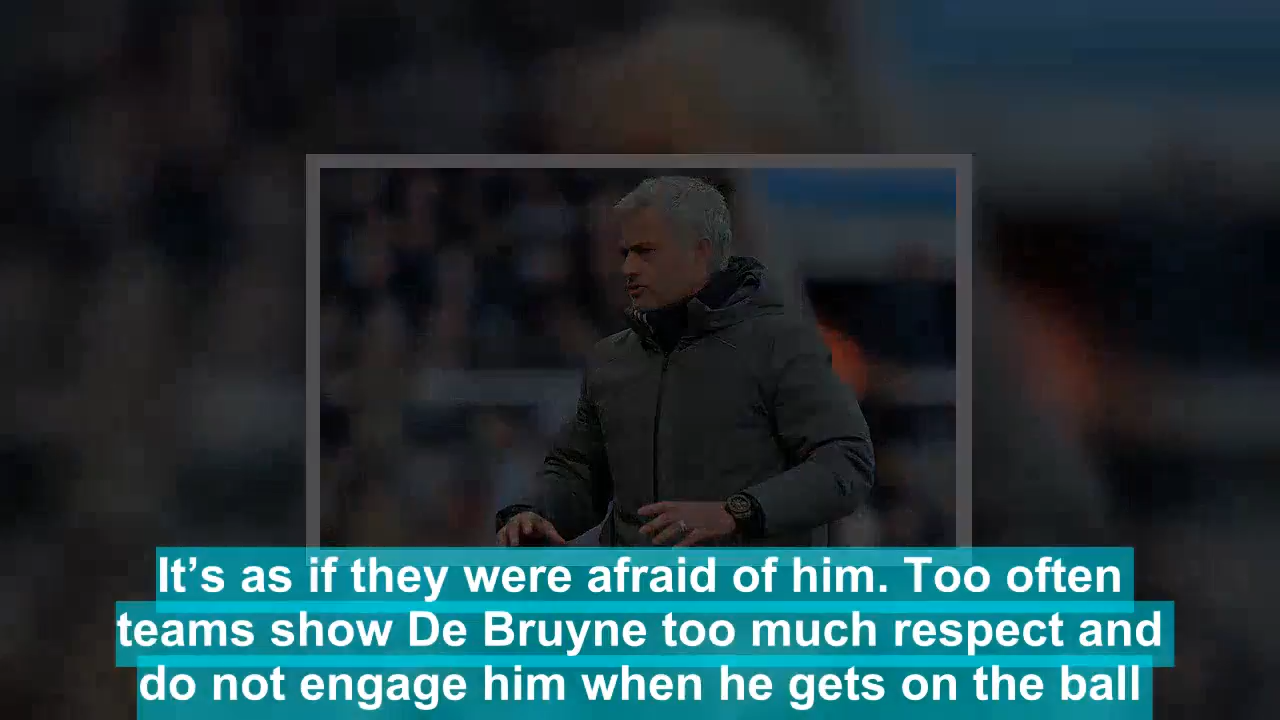 It’s as if they were afraid of him. Too often
teams show De Bruyne too much respect and
do not engage him when he gets on the ball